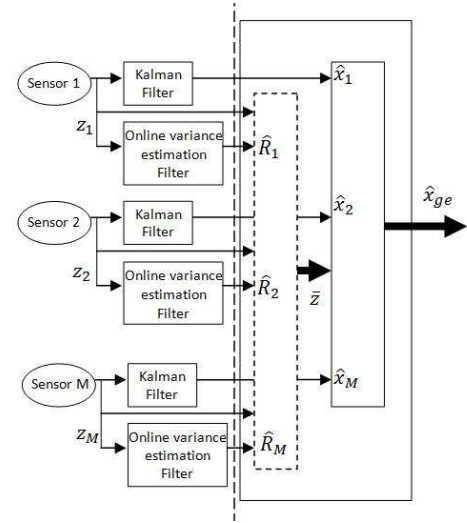 Sensor 1
Kalman
Filter
x̂₁
z₁
Online variance
estimation
Filter
R̂₁
Sensor 2
Kalman
Filter
x̂₂
x̂ge
z₂
Online variance
estimation
Filter
R̂₂
z̄
Sensor M
Kalman
Filter
x̂M
zM
Online variance
estimation
Filter
R̂M